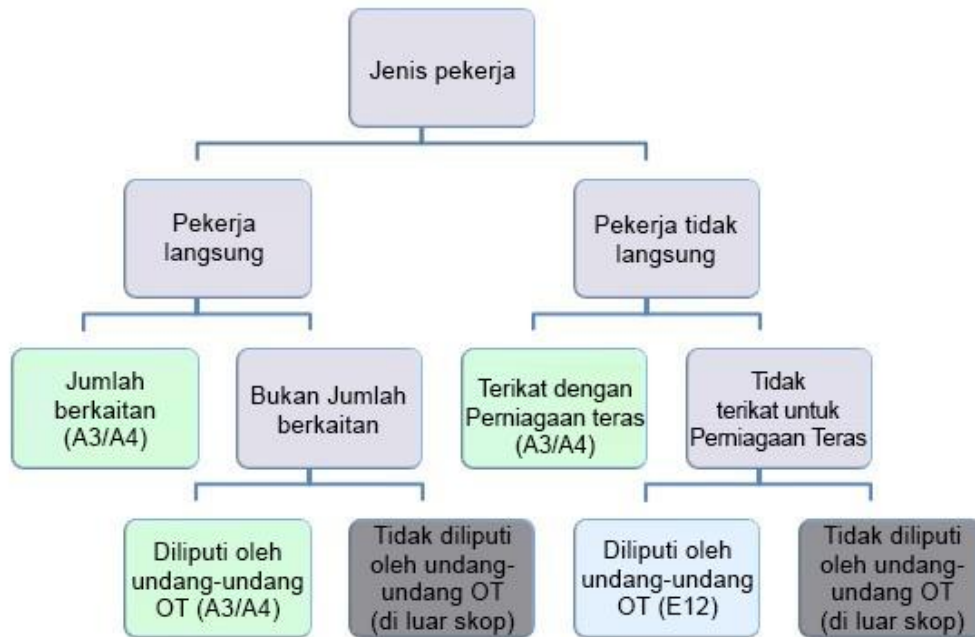 Jenis pekerja
Pekerja
langsung
Pekerja tidak
langsung
Jumlah
berkaitan
(A3/A4)
Bukan Jumlah
berkaitan
Terikat dengan
Perniagaan teras
(A3/A4)
Tidak
terikat untuk
Perniagaan Teras
Diliputi oleh
undang-undang
OT (A3/A4)
Tidak diliputi
oleh undang-
undang OT
(di luar skop)
Diliputi oleh
undang-undang
OT (E12)
Tidak diliputi
oleh undang-
undang OT
(di luar skop)